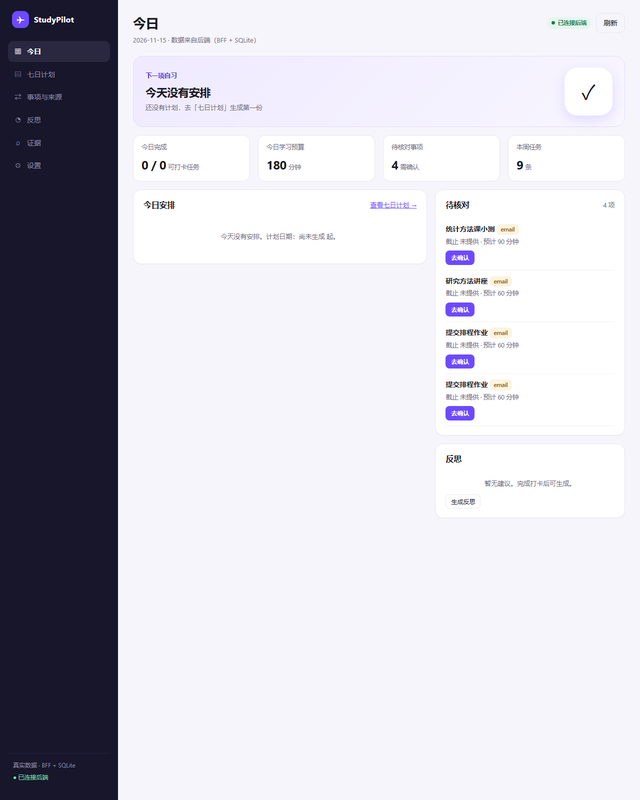 StudyPilot
今日
七日计划
事项与来源
反思
证据
设置
真实数据 · BFF + SQLite
已连接后端
今日
2026-11-15 · 数据来自后端（BFF + SQLite）
已连接后端
刷新
下一项自习
今天没有安排
还没有计划，去「七日计划」生成第一份
今日完成
0 / 0 可打卡任务
今日学习预算
180 分钟
待核对事项
4 需确认
本周任务
9 条
今日安排
查看七日计划 →
今天没有安排。计划日期：尚未生成 起。
待核对
4 项
统计方法课小测 email
截止 未提供 · 预计 90 分钟
去确认
研究方法讲座 email
截止 未提供 · 预计 60 分钟
去确认
提交排程作业 email
截止 未提供 · 预计 60 分钟
去确认
提交排程作业 email
截止 未提供 · 预计 60 分钟
去确认
反思
暂无建议。完成打卡后可生成。
生成反思